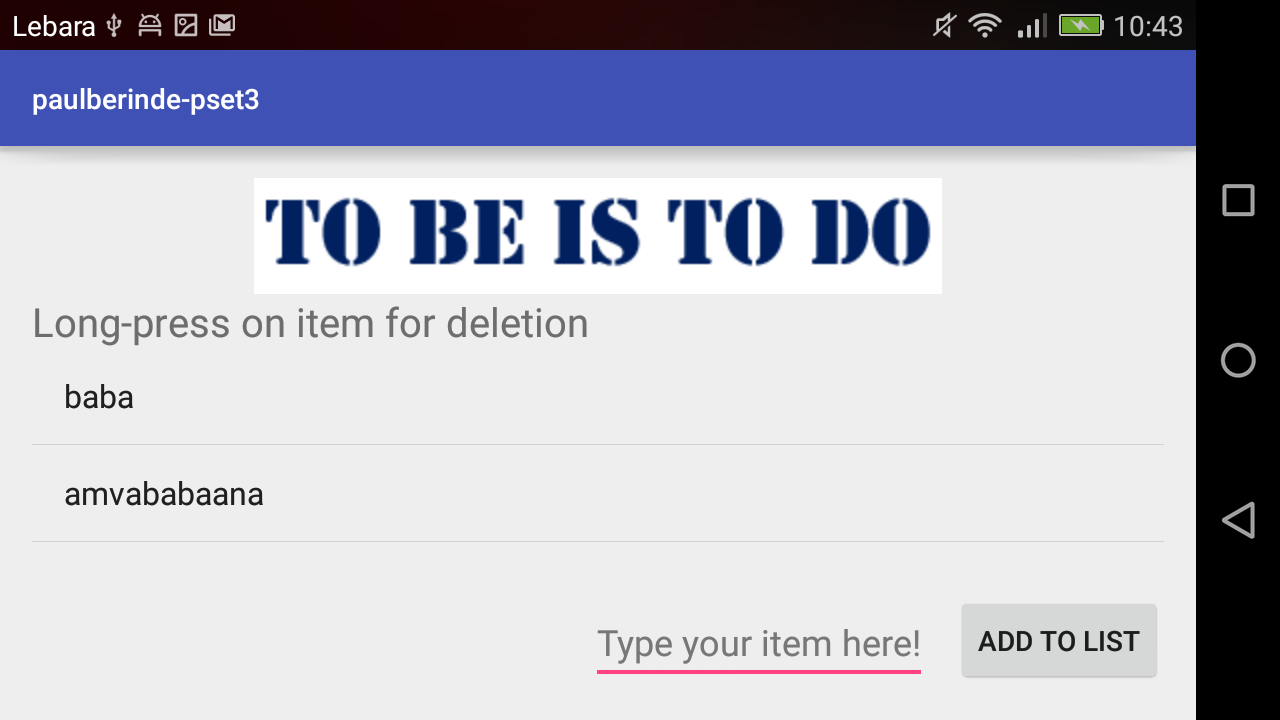 Lebara 10:43
paulberinde-pset3
TO BE IS TO DO
Long-press on item for deletion
baba
amvababaana
Type your item here! ADD TO LIST